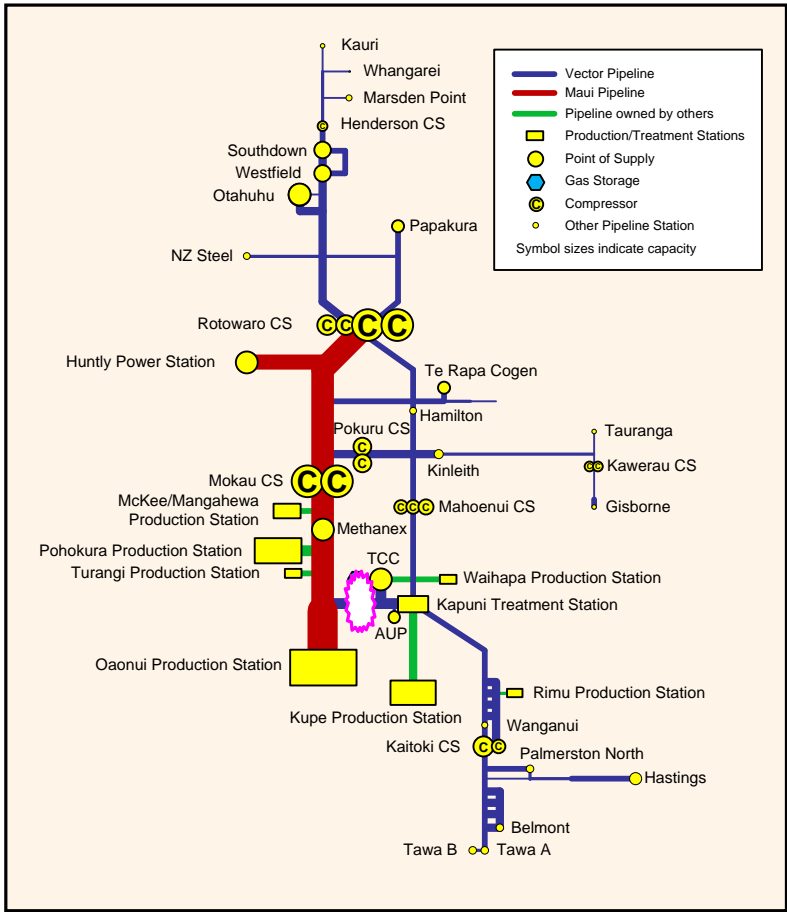 Kauri
Whangarei
Marsden Point
Henderson CS
Southdown
Westfield
Otahuhu
Papakura
NZ Steel
Rotowaro CS
C C C C
Huntly Power Station
Te Rapa Cogen
Hamilton
Pokuru CS
C
C
Kinleith
Tauranga
Kawerau CS
C C
Gisborne
Mokau CS
C C
McKee/Mangahewa
Production Station
Mahoenui CS
C C C
Methanex
Pohokura Production Station
Turangi Production Station
TCC
Waihapa Production Station
Kapuni Treatment Station
AUP
Oaonui Production Station
Kupe Production Station
Rimu Production Station
Wanganui
Kaitoki CS
C C
Palmerston North
Hastings
Belmont
Tawa B
Tawa A
C
Vector Pipeline
Maui Pipeline
Pipeline owned by others
Production/Treatment Stations
Point of Supply
Gas Storage
C Compressor
Other Pipeline Station
Symbol sizes indicate capacity